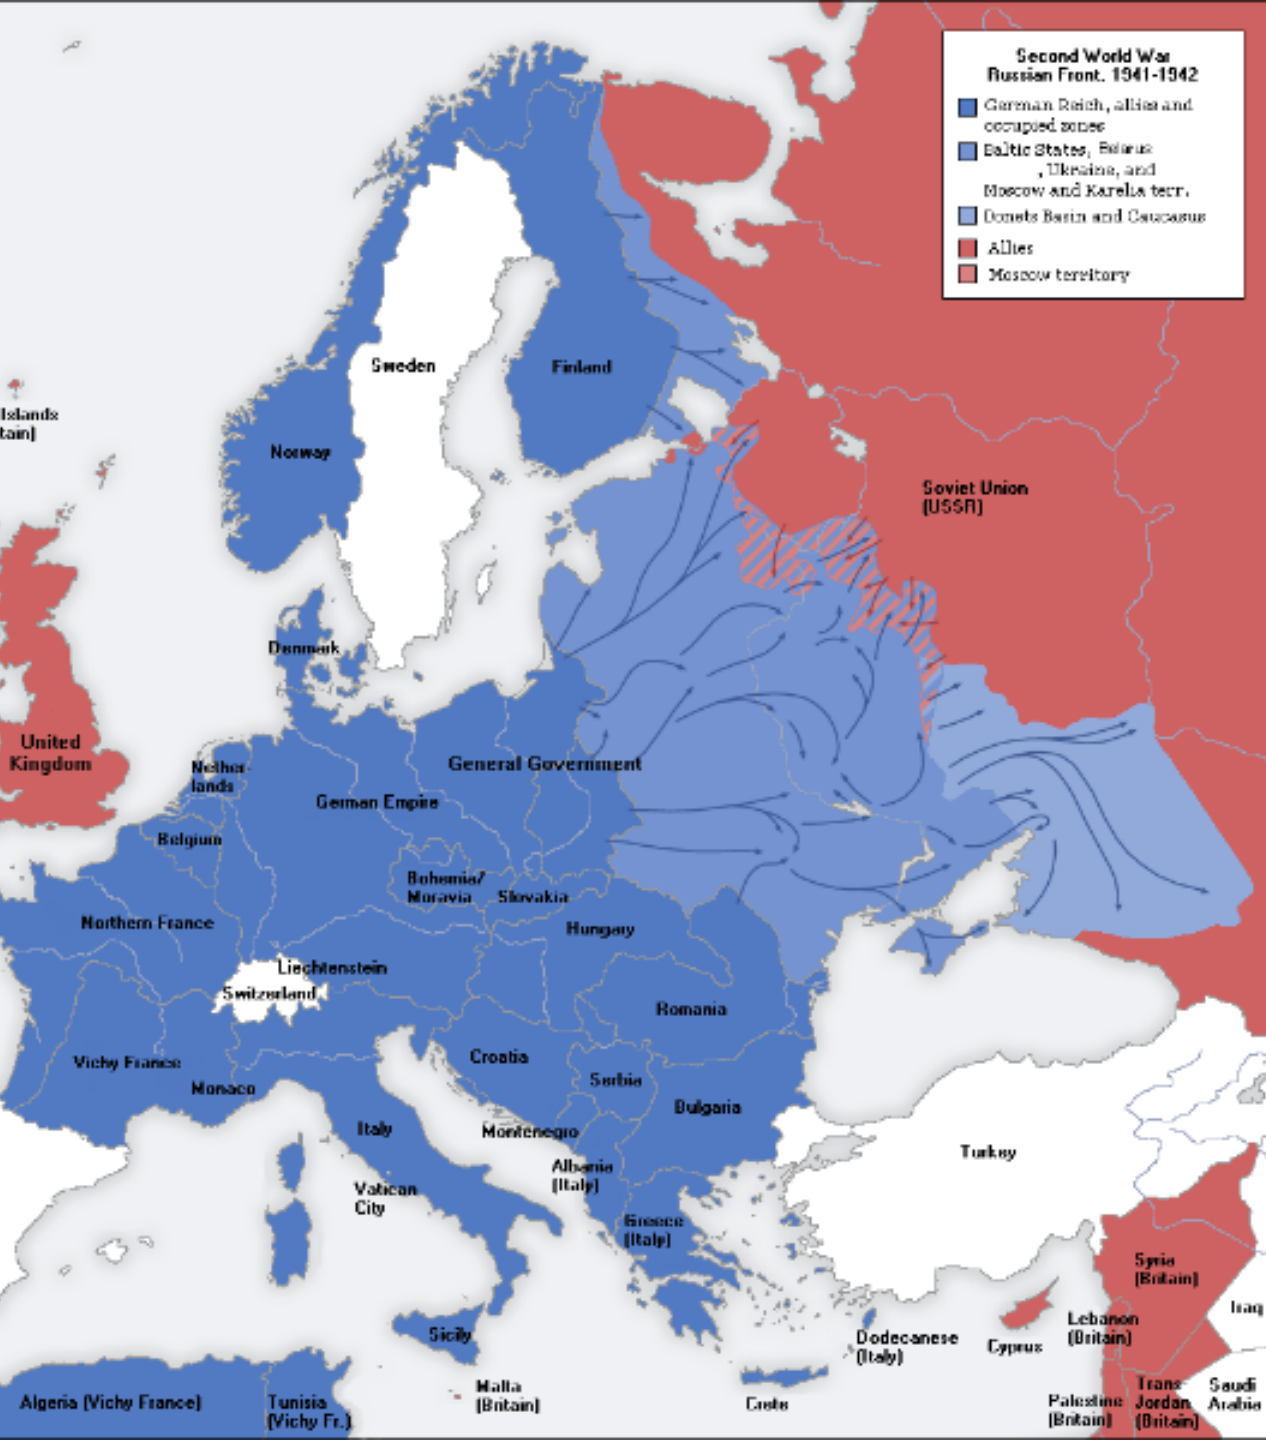 Second World War
Russian Front. 1941-1942
German Reich, allies and
occupied zones
Baltic States, Belarus
, Ukraine, and
Moscow and Karelia terr.
Donets Basin and Caucasus
Allies
Moscow territory
Sweden
Finland
Islands
tain)
Norway
Soviet Union
(USSR)
Denmark
United
Kingdom
Nether-
lands
General Government
German Empire
Belgium
Bohemia/
Moravia
Slovakia
Northern France
Hungary
Liechtenstein
Switzerland
Romania
Vichy France
Croatia
Monaco
Serbia
Bulgaria
Italy
Montenegro
Turkey
Albania
(Italy)
Vatican
City
Greece
(Italy)
Syria
(Britain)
Iraq
Sicily
Dodecanese
(Italy)
Cyprus
Lebanon
(Britain)
Algeria (Vichy France)
Tunisia
(Vichy Fr.)
Malta
(Britain)
Crete
Palestine
(Britain)
Trans-
Jordan
(Britain)
Saudi
Arabia